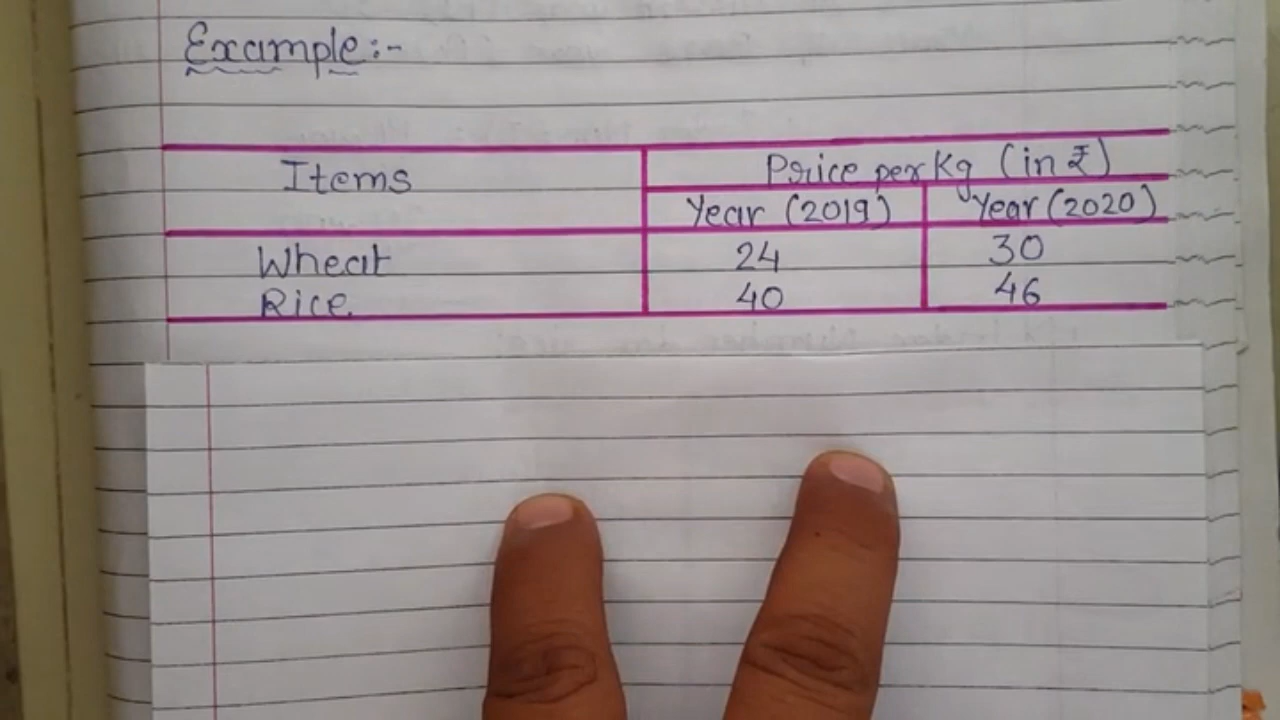 Example:-
Items Price per Kg (in ₹)
Year (2019) Year (2020)
Wheat 24 30
Rice 40 46